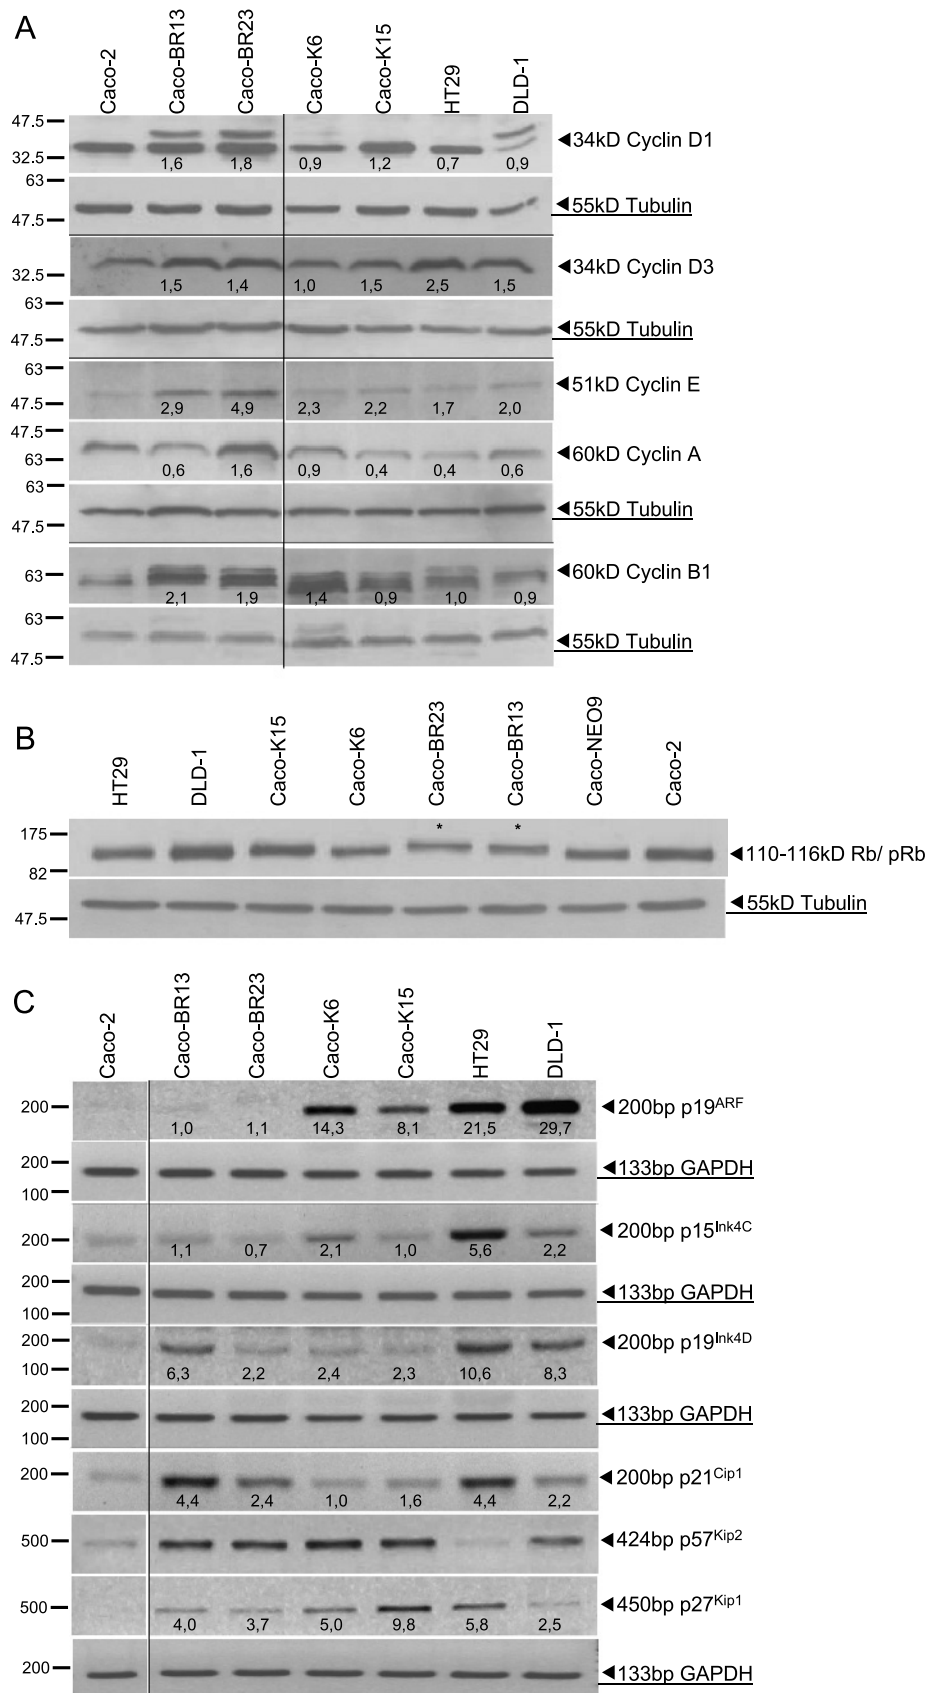 A
Caco-2 Caco-BR13 Caco-BR23 Caco-K6 Caco-K15 HT29 DLD-1
47.5
32.5
◄34kD Cyclin D1
1,6 1,8 0,9 1,2 0,7 0,9
63
47.5
◄55kD Tubulin
32.5
◄34kD Cyclin D3
1,5 1,4 1,0 1,5 2,5 1,5
63
47.5
◄55kD Tubulin
63
47.5
◄51kD Cyclin E
2,9 4,9 2,3 2,2 1,7 2,0
47.5
63
◄60kD Cyclin A
0,6 1,6 0,9 0,4 0,4 0,6
63
47.5
◄55kD Tubulin
63
◄60kD Cyclin B1
2,1 1,9 1,4 0,9 1,0 0,9
63
47.5
◄55kD Tubulin
B
HT29 DLD-1 Caco-K15 Caco-K6 Caco-BR23 Caco-BR13 Caco-NEO9 Caco-2
175
* *
82
◄110-116kD Rb/ pRb
47.5
◄55kD Tubulin
C
Caco-2 Caco-BR13 Caco-BR23 Caco-K6 Caco-K15 HT29 DLD-1
200
◄200bp p19ARF
1,0 1,1 14,3 8,1 21,5 29,7
200
100
◄133bp GAPDH
200
◄200bp p15Ink4C
1,1 0,7 2,1 1,0 5,6 2,2
200
100
◄133bp GAPDH
200
100
◄200bp p19Ink4D
6,3 2,2 2,4 2,3 10,6 8,3
200
100
◄133bp GAPDH
200
◄200bp p21Cip1
4,4 2,4 1,0 1,6 4,4 2,2
500
◄424bp p57Kip2
500
◄450bp p27Kip1
4,0 3,7 5,0 9,8 5,8 2,5
200
◄133bp GAPDH